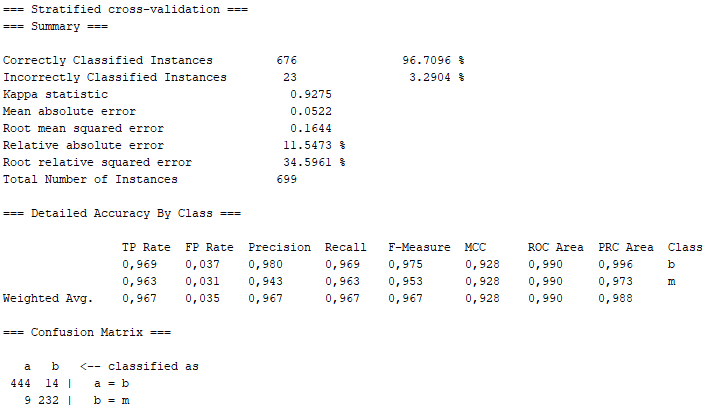 === Stratified cross-validation ===
=== Summary ===
Correctly Classified Instances 676 96.7096 %
Incorrectly Classified Instances 23 3.2904 %
Kappa statistic 0.9275
Mean absolute error 0.0522
Root mean squared error 0.1644
Relative absolute error 11.5473 %
Root relative squared error 34.5961 %
Total Number of Instances 699
=== Detailed Accuracy By Class ===
TP Rate FP Rate Precision Recall F-Measure MCC ROC Area PRC Area Class
0,969 0,037 0,980 0,969 0,975 0,928 0,990 0,996 b
0,963 0,031 0,943 0,963 0,953 0,928 0,990 0,973 m
Weighted Avg. 0,967 0,035 0,967 0,967 0,967 0,928 0,990 0,988
=== Confusion Matrix ===
a b <-- classified as
444 14 | a = b
9 232 | b = m